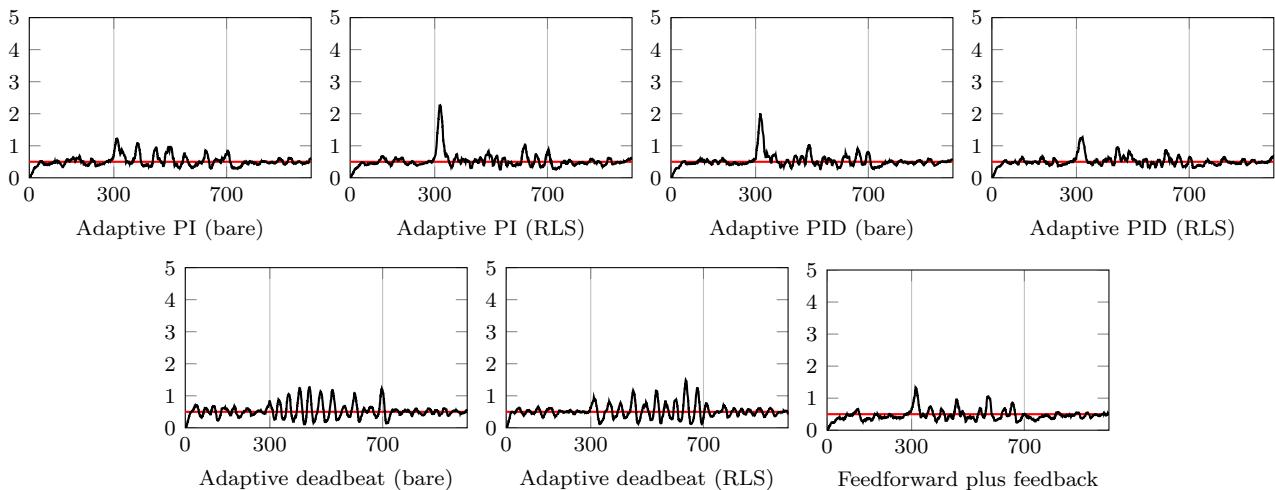 5 5 5 5
4 4 4 4
3 3 3 3
2 2 2 2
1 1 1 1
0 0 0 0
0 300 700 0 300 700 0 300 700 0 300 700
Adaptive PI (bare) Adaptive PI (RLS) Adaptive PID (bare) Adaptive PID (RLS)
5 5 5
4 4 4
3 3 3
2 2 2
1 1 1
0 0 0
0 300 700 0 300 700 0 300 700
Adaptive deadbeat (bare) Adaptive deadbeat (RLS) Feedforward plus feedback